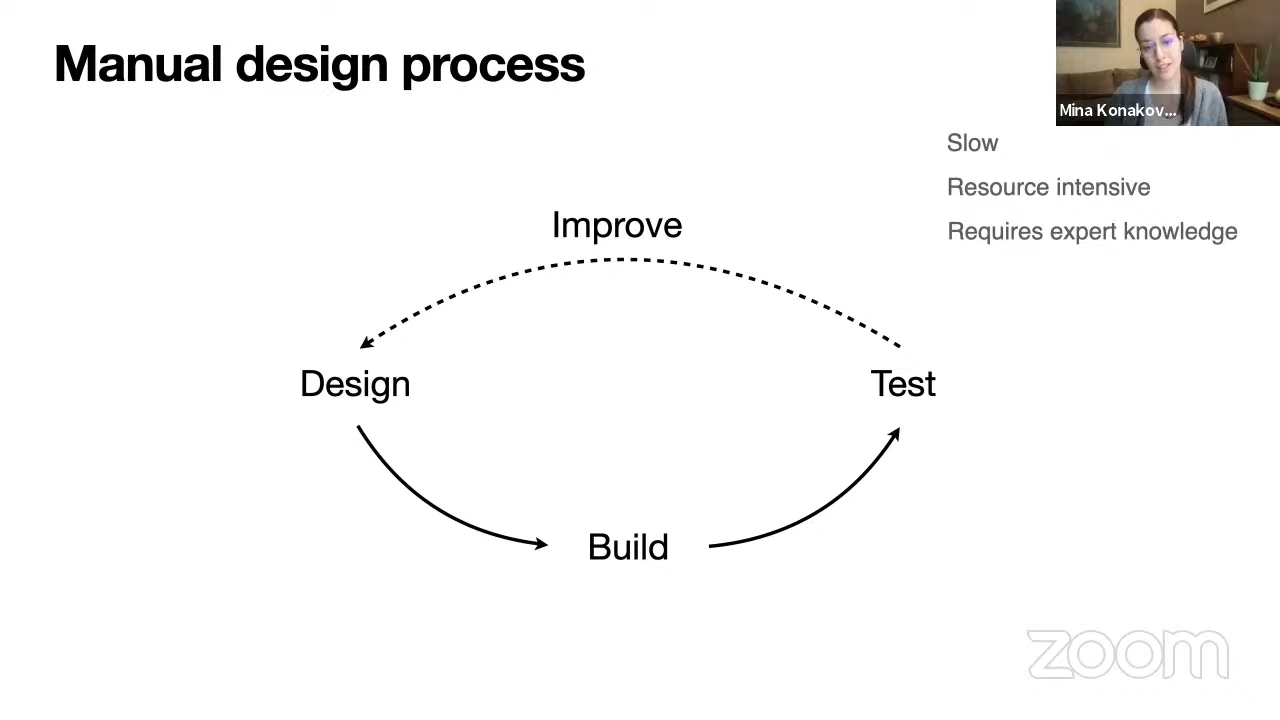 Manual design process
Mina Konakov...
Slow
Resource intensive
Requires expert knowledge
Improve
Design
Test
Build
zoom